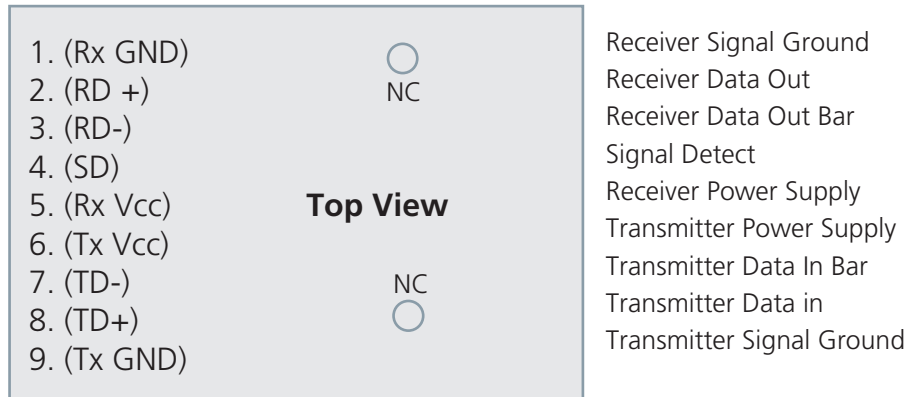 1. (Rx GND)
2. (RD +)
3. (RD-)
4. (SD)
5. (Rx Vcc)
6. (Tx Vcc)
7. (TD-)
8. (TD+)
9. (Tx GND)
NC
Top View
NC
Receiver Signal Ground
Receiver Data Out
Receiver Data Out Bar
Signal Detect
Receiver Power Supply
Transmitter Power Supply
Transmitter Data In Bar
Transmitter Data in
Transmitter Signal Ground